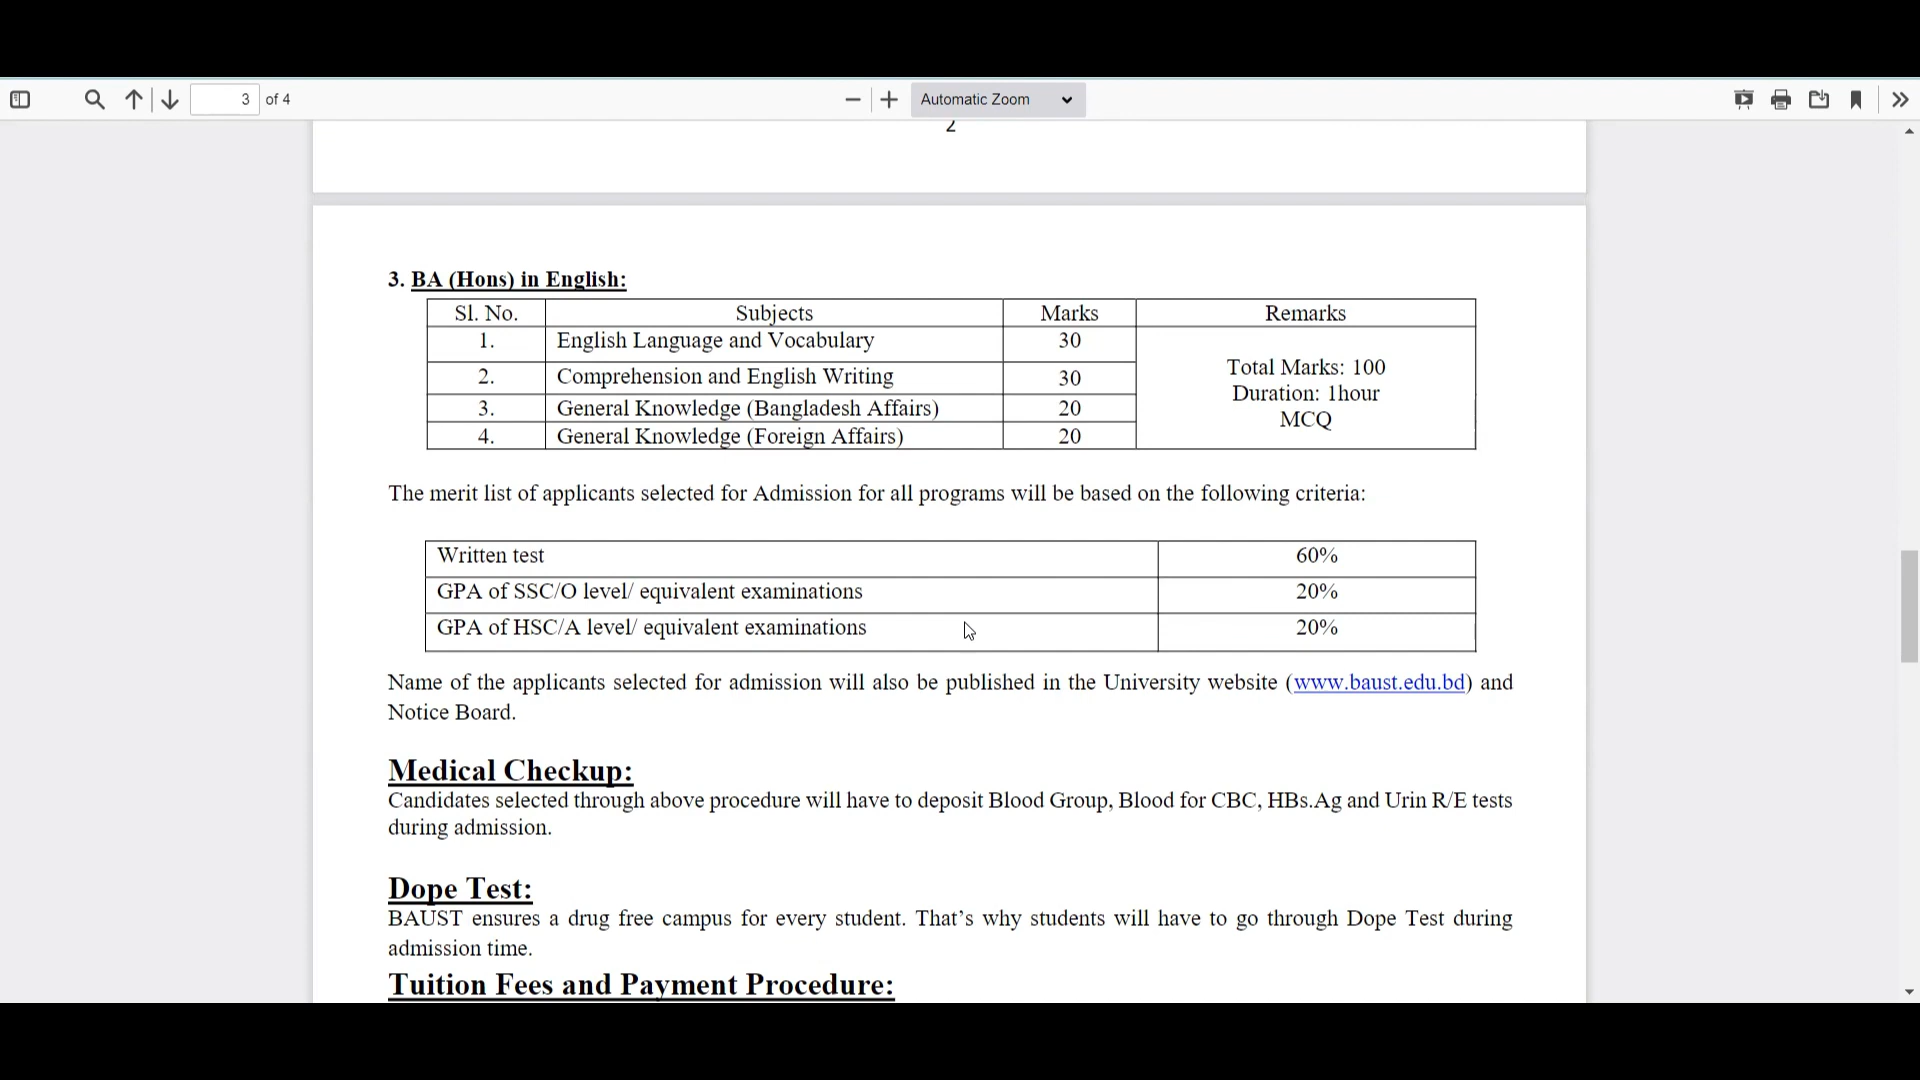 3 of 4
Automatic Zoom
2
3. BA (Hons) in English:
Sl. No. Subjects Marks Remarks
1. English Language and Vocabulary 30
2. Comprehension and English Writing 30
3. General Knowledge (Bangladesh Affairs) 20
4. General Knowledge (Foreign Affairs) 20
Total Marks: 100
Duration: 1hour
MCQ
The merit list of applicants selected for Admission for all programs will be based on the following criteria:
Written test 60%
GPA of SSC/O level/ equivalent examinations 20%
GPA of HSC/A level/ equivalent examinations 20%
Name of the applicants selected for admission will also be published in the University website (www.baust.edu.bd) and
Notice Board.
Medical Checkup:
Candidates selected through above procedure will have to deposit Blood Group, Blood for CBC, HBs.Ag and Urin R/E tests
during admission.
Dope Test:
BAUST ensures a drug free campus for every student. That’s why students will have to go through Dope Test during
admission time.
Tuition Fees and Payment Procedure: